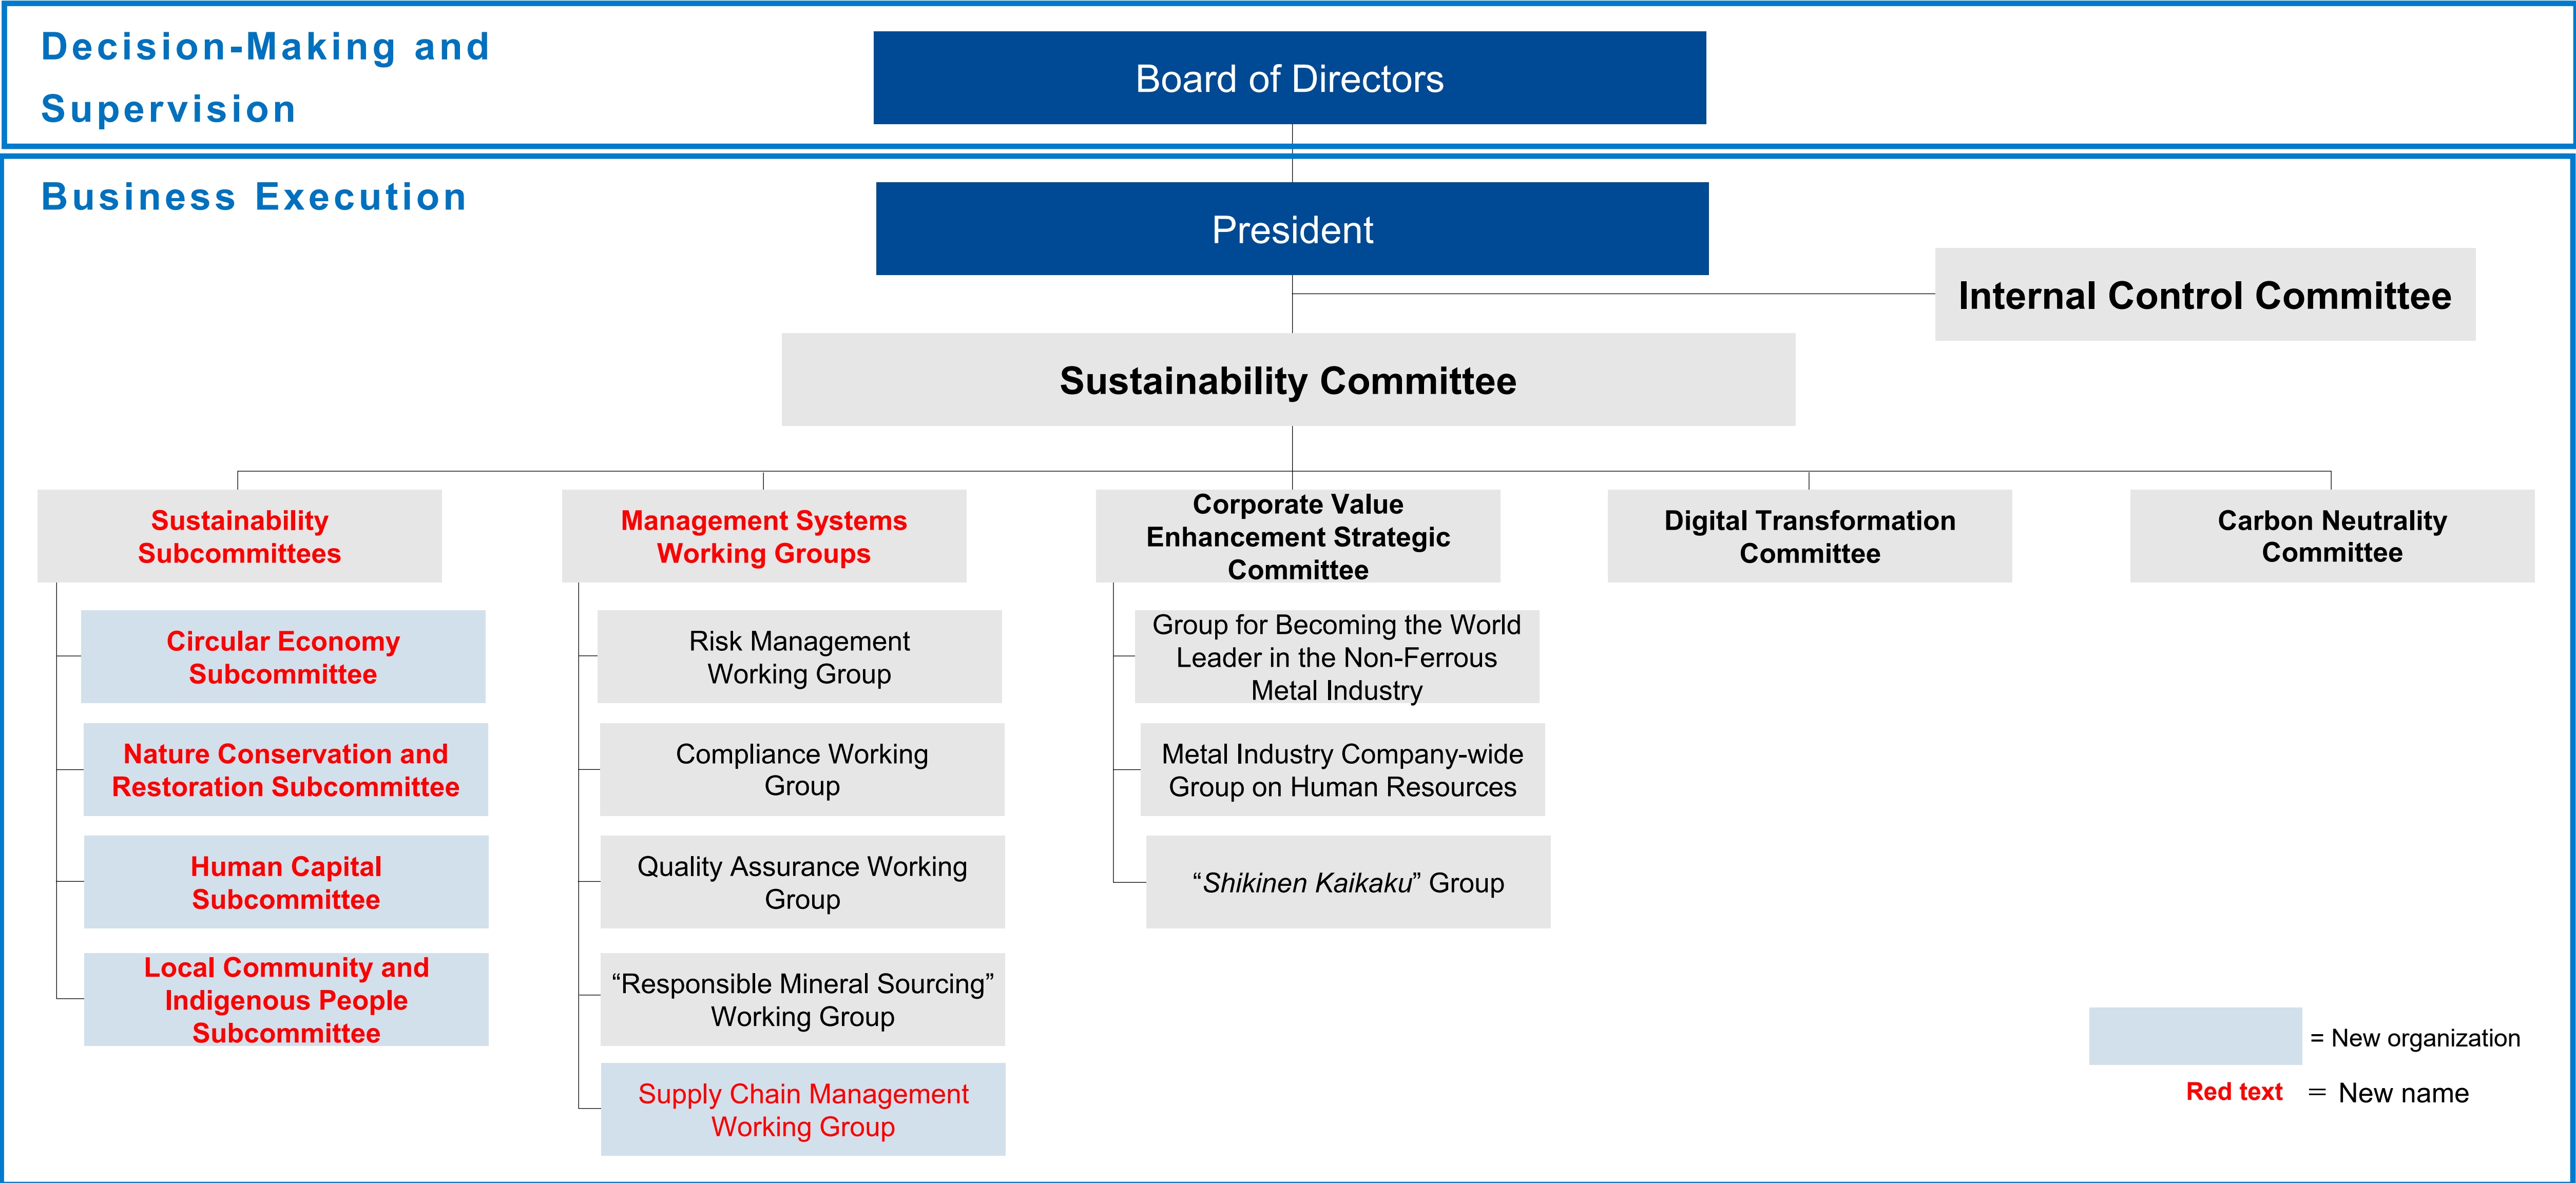 Decision-Making and
Supervision
Board of Directors
Business Execution
President
Internal Control Committee
Sustainability Committee
Sustainability
Subcommittees
Management Systems
Working Groups
Corporate Value
Enhancement Strategic
Committee
Digital Transformation
Committee
Carbon Neutrality
Committee
Circular Economy
Subcommittee
Nature Conservation and
Restoration Subcommittee
Human Capital
Subcommittee
Local Community and
Indigenous People
Subcommittee
Risk Management
Working Group
Compliance Working
Group
Quality Assurance Working
Group
“Responsible Mineral Sourcing”
Working Group
Supply Chain Management
Working Group
Group for Becoming the World
Leader in the Non-Ferrous
Metal Industry
Metal Industry Company-wide
Group on Human Resources
“Shikinen Kaikaku” Group
= New organization
Red text = New name